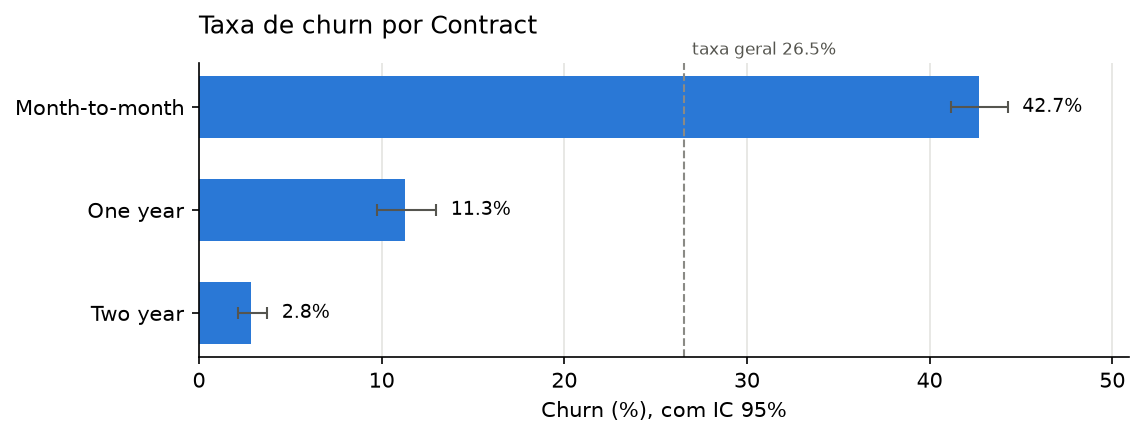 Taxa de churn por Contract
taxa geral 26.5%
Month-to-month
42.7%
One year
11.3%
Two year
2.8%
0 10 20 30 40 50
Churn (%), com IC 95%